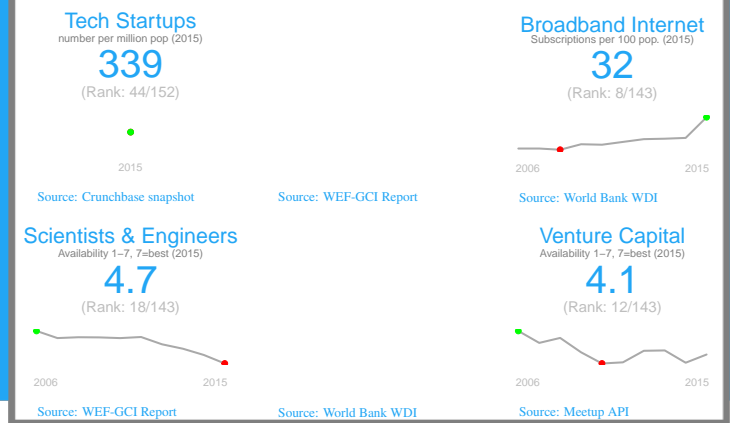 Tech Startups
number per million pop (2015)
339
(Rank: 44/152)
2015
Source: Crunchbase snapshot
Source: WEF-GCI Report
Broadband Internet
Subscriptions per 100 pop. (2015)
32
(Rank: 8/143)
2006 2015
Source: World Bank WDI
Scientists & Engineers
Availability 1−7, 7=best (2015)
4.7
(Rank: 18/143)
2006 2015
Source: WEF-GCI Report
Source: World Bank WDI
Venture Capital
Availability 1−7, 7=best (2015)
4.1
(Rank: 12/143)
2006 2015
Source: Meetup API